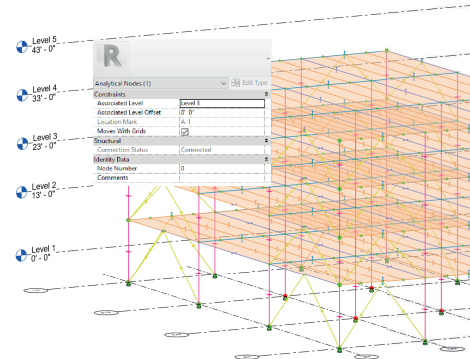 Level 5
43' - 0"
Level 4
33' - 0"
Level 3
23' - 0"
Level 2
13' - 0"
Level 1
0' - 0"
R
Analytical Nodes (1)
Edit Type
Constraints
Associated Level
Level 3
Associated Level Offset
0' 0"
Location Mark
A-1
Moves With Grids
Structural
Connection Status
Connected
Identity Data
Node Number
0
Comments